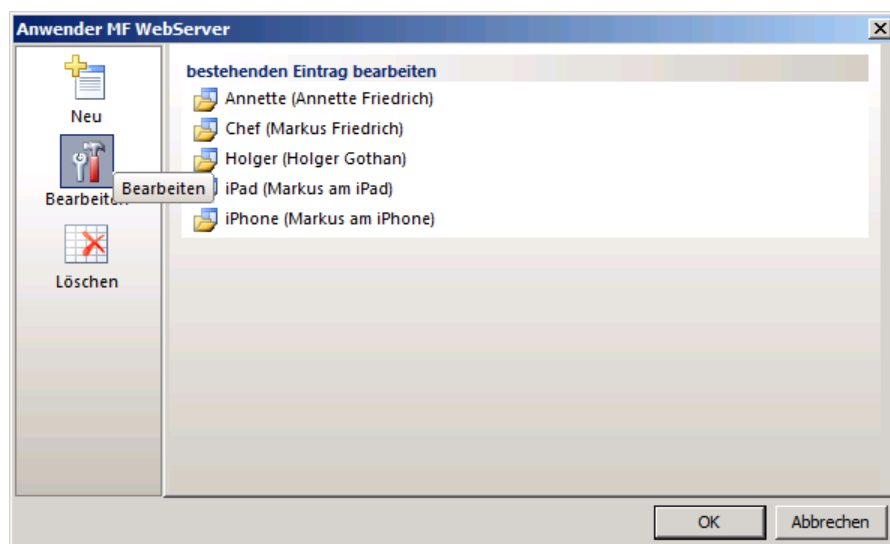 Anwender MF WebServer
Neu
Bearbeiten
Bearbeiten
Löschen
bestehenden Eintrag bearbeiten
Annette (Annette Friedrich)
Chef (Markus Friedrich)
Holger (Holger Gothan)
iPad (Markus am iPad)
iPhone (Markus am iPhone)
OK
Abbrechen